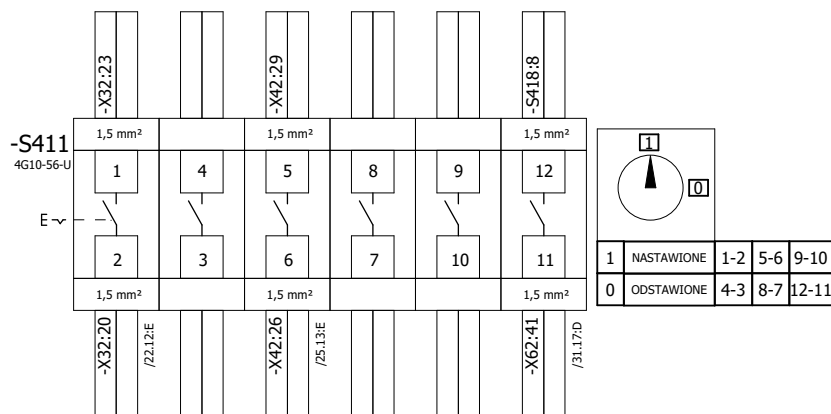 -X32:23
-X42:29
-S418:8
-S411
4G10-56-U
1,5 mm² 1,5 mm² 1,5 mm²
1 4 5 8 9 12
E
2 3 6 7 10 11
1,5 mm² 1,5 mm² 1,5 mm²
-X32:20
/22.12:E
-X42:26
/25.13:E
-X62:41
/31.17:D
1
0
1 NASTAWIONE 1-2 5-6 9-10
0 ODSTAWIONE 4-3 8-7 12-11